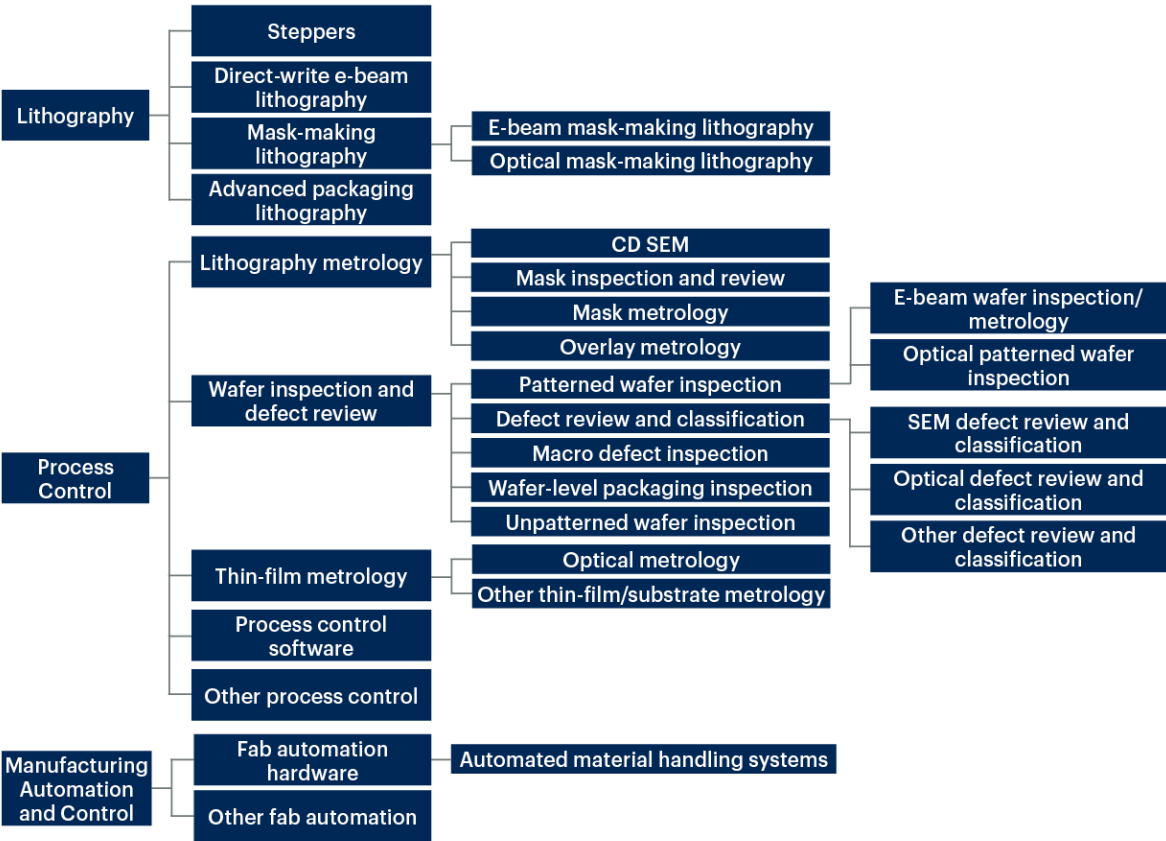 Lithography
Steppers
Direct-write e-beam
lithography
Mask-making
lithography
E-beam mask-making lithography
Optical mask-making lithography
Advanced packaging
lithography
Process
Control
Lithography metrology
CD SEM
Mask inspection and review
Mask metrology
Overlay metrology
Wafer inspection and
defect review
Patterned wafer inspection
E-beam wafer inspection/
metrology
Optical patterned wafer
inspection
Defect review and classification
SEM defect review and
classification
Optical defect review and
classification
Other defect review and
classification
Macro defect inspection
Wafer-level packaging inspection
Unpatterned wafer inspection
Thin-film metrology
Optical metrology
Other thin-film/substrate metrology
Process control
software
Other process control
Manufacturing
Automation
and Control
Fab automation
hardware
Automated material handling systems
Other fab automation